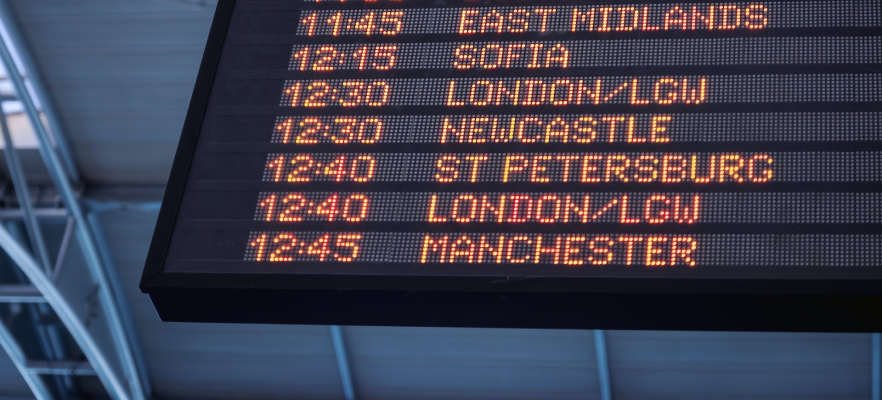 11:45 EAST MIDLANDS
12:15 SOFIA
12:30 LONDON/LGW
12:30 NEWCASTLE
12:40 ST PETERSBURG
12:40 LONDON/LGW
12:45 MANCHESTER